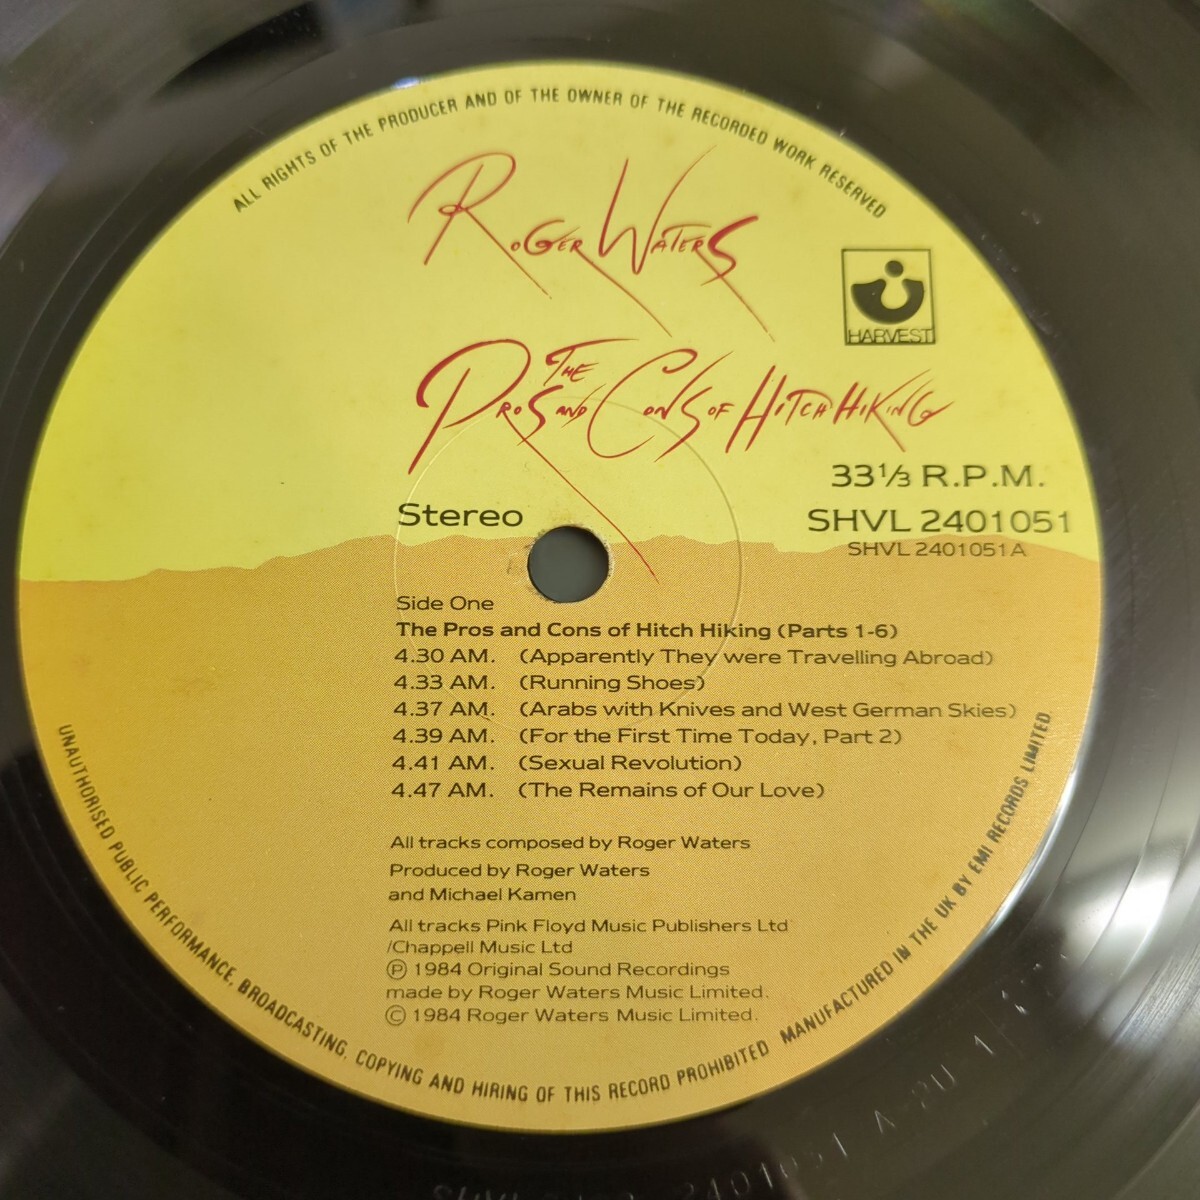 ALL RIGHTS OF THE PRODUCER AND OF THE OWNER OF THE RECORDED WORK RESERVED
ROGER WATERS
HARVEST
THE
PROS AND CONS OF HITCH HIKING
33⅓ R.P.M.
Stereo
SHVL 2401051
SHVL 2401051A
Side One
The Pros and Cons of Hitch Hiking (Parts 1-6)
4.30 AM. (Apparently They were Travelling Abroad)
4.33 AM. (Running Shoes)
4.37 AM. (Arabs with Knives and West German Skies)
4.39 AM. (For the First Time Today, Part 2)
4.41 AM. (Sexual Revolution)
4.47 AM. (The Remains of Our Love)
All tracks composed by Roger Waters
Produced by Roger Waters
and Michael Kamen
All tracks Pink Floyd Music Publishers Ltd
/Chappell Music Ltd
℗ 1984 Original Sound Recordings
made by Roger Waters Music Limited.
© 1984 Roger Waters Music Limited.
UNAUTHORISED PUBLIC PERFORMANCE, BROADCASTING, COPYING AND HIRING OF THIS RECORD PROHIBITED MANUFACTURED IN THE UK BY EMI RECORDS LIMITED.
2401051 A